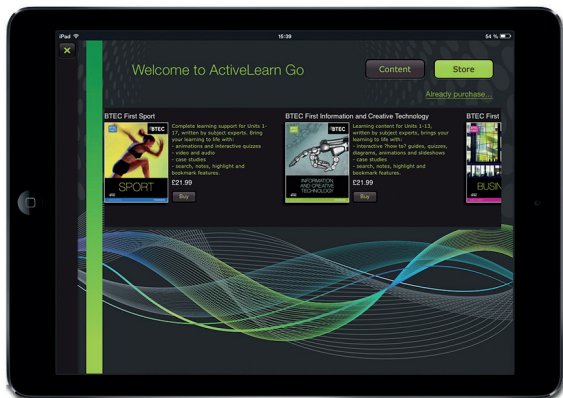 iPad
15:39
64 %
Welcome to ActiveLearn Go
Content
Store
Already purchase...
BTEC First Sport
Complete learning support for Units 1-
17, written by subject experts. Bring
your learning to life with:
- animations and interactive quizzes
- video and audio
- case studies
- search, notes, highlight and
bookmark features.
£21.99
Buy
BTEC
SPORT
BTEC First Information and Creative Technology
Learning content for Units 1-13,
written by subject experts, brings your
learning to life with:
- interactive ?how to? guides, quizzes,
diagrams, animations and slideshows
- case studies
- search, notes, highlight and
bookmark features.
£21.99
Buy
BTEC
INFORMATION
AND CREATIVE
TECHNOLOGY
BTEC First
BUSIN